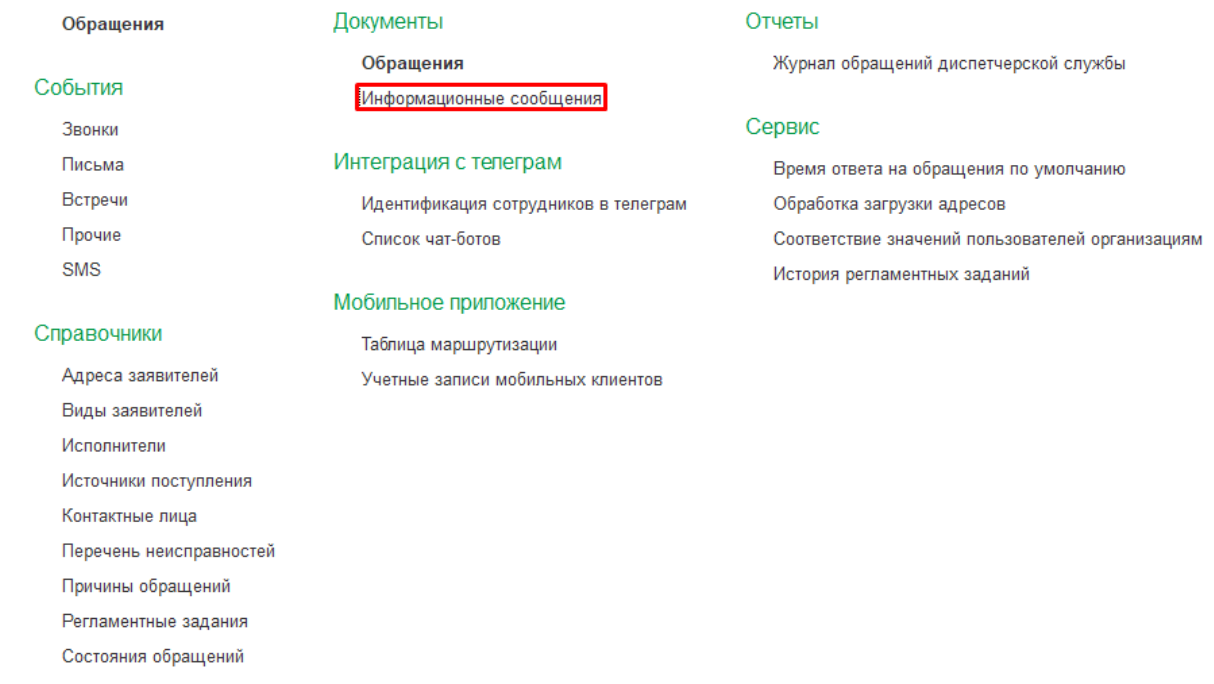 Обращения
События
Звонки
Письма
Встречи
Прочие
SMS
Справочники
Адреса заявителей
Виды заявителей
Исполнители
Источники поступления
Контактные лица
Перечень неисправностей
Причины обращений
Регламентные задания
Состояния обращений
Документы
Обращения
Информационные сообщения
Интеграция с телеграм
Идентификация сотрудников в телеграм
Список чат-ботов
Мобильное приложение
Таблица маршрутизации
Учетные записи мобильных клиентов
Отчеты
Журнал обращений диспетчерской службы
Сервис
Время ответа на обращения по умолчанию
Обработка загрузки адресов
Соответствие значений пользователей организациям
История регламентных заданий